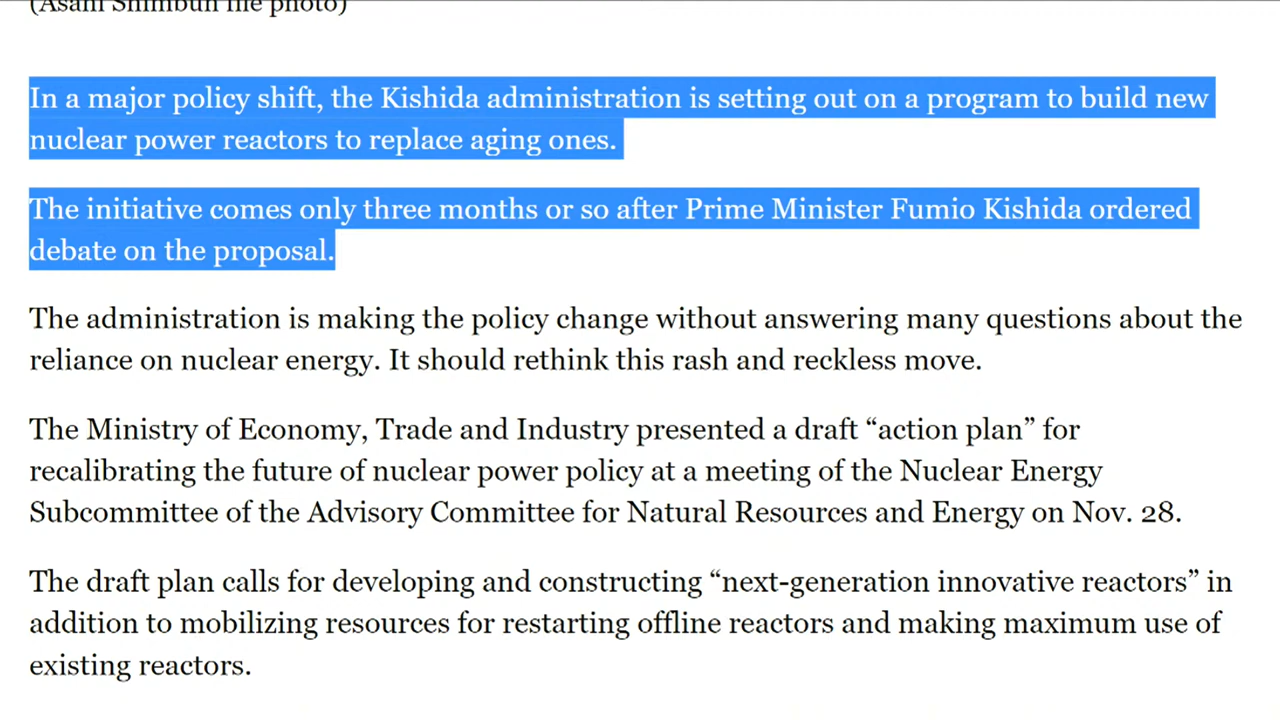 (Asahi Shimbun file photo)
In a major policy shift, the Kishida administration is setting out on a program to build new
nuclear power reactors to replace aging ones.
The initiative comes only three months or so after Prime Minister Fumio Kishida ordered
debate on the proposal.
The administration is making the policy change without answering many questions about the
reliance on nuclear energy. It should rethink this rash and reckless move.
The Ministry of Economy, Trade and Industry presented a draft “action plan” for
recalibrating the future of nuclear power policy at a meeting of the Nuclear Energy
Subcommittee of the Advisory Committee for Natural Resources and Energy on Nov. 28.
The draft plan calls for developing and constructing “next-generation innovative reactors” in
addition to mobilizing resources for restarting offline reactors and making maximum use of
existing reactors.